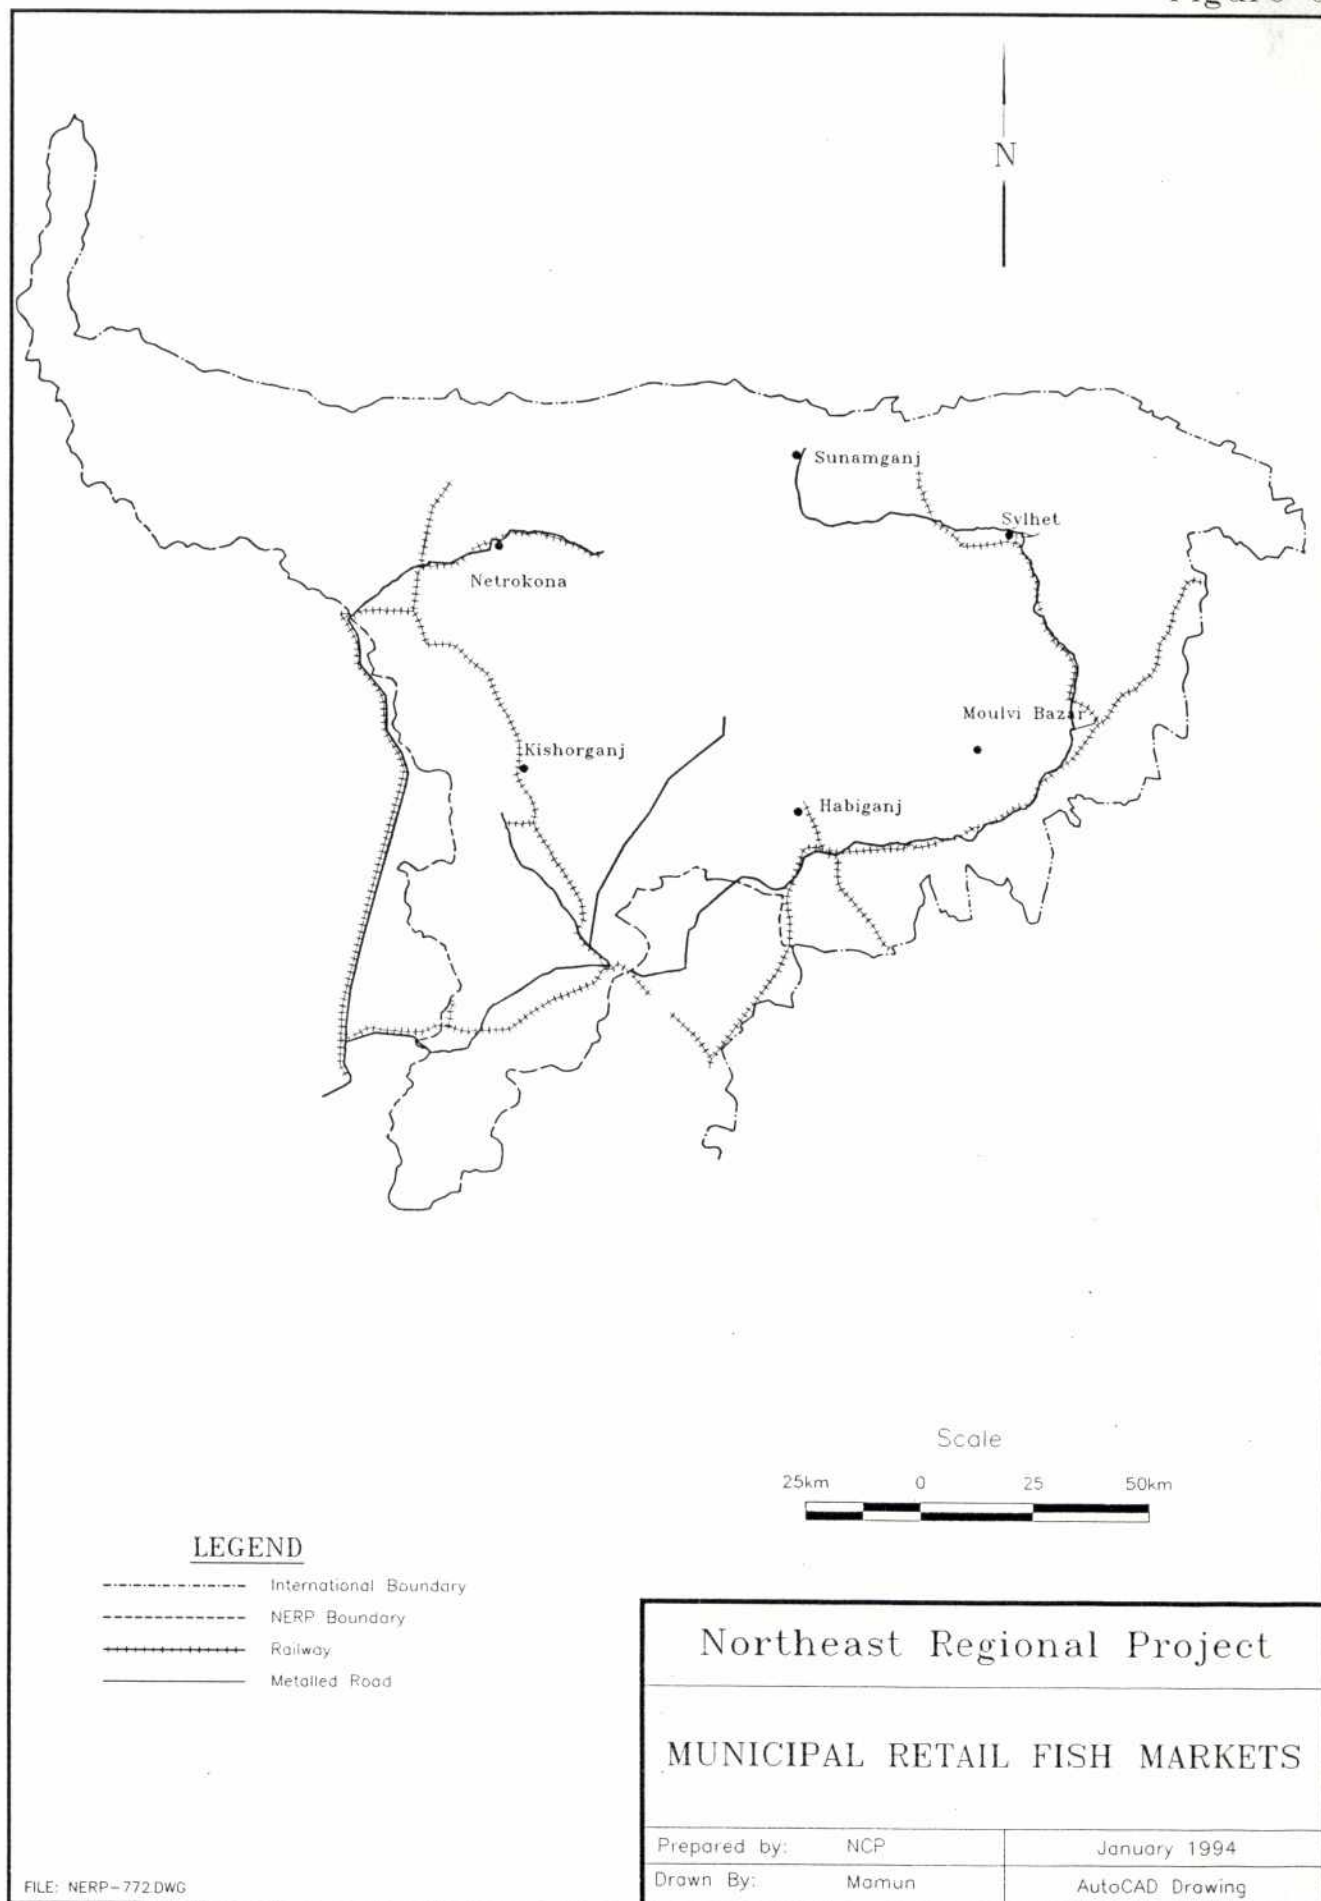 Figure
N
Sunamganj
Sylhet
Netrokona
Moulvi Bazar
Kishorganj
Habiganj
Scale
25km 0 25 50km
LEGEND
International Boundary
NERP Boundary
Railway
Metalled Road
Northeast Regional Project
MUNICIPAL RETAIL FISH MARKETS
Prepared by: NCP January 1994
Drawn By: Mamun AutoCAD Drawing
FILE: NERP-772.DWG